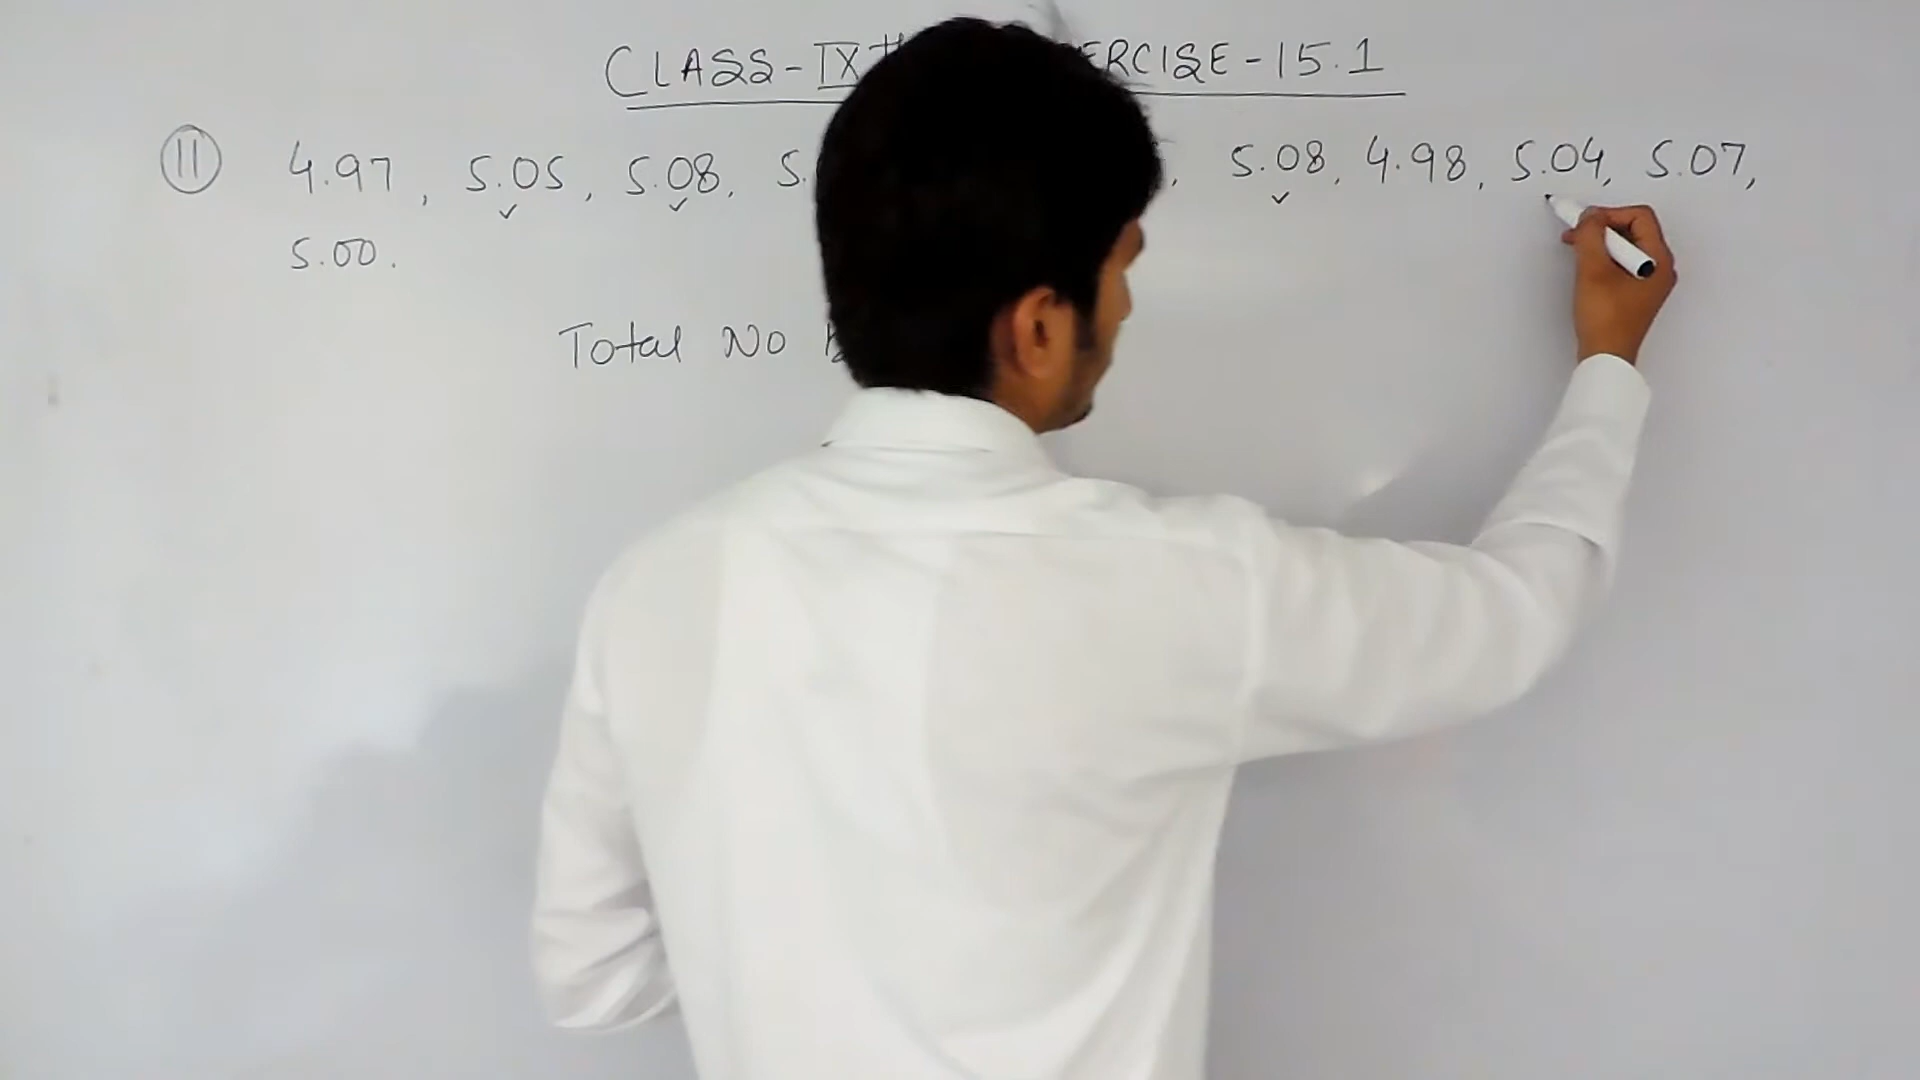 CLASS-IXth ERCISE-15.1
11 4.97, 5.05, 5.08, 5. , 5.08, 4.98, 5.04, 5.07,
5.00.
Total No